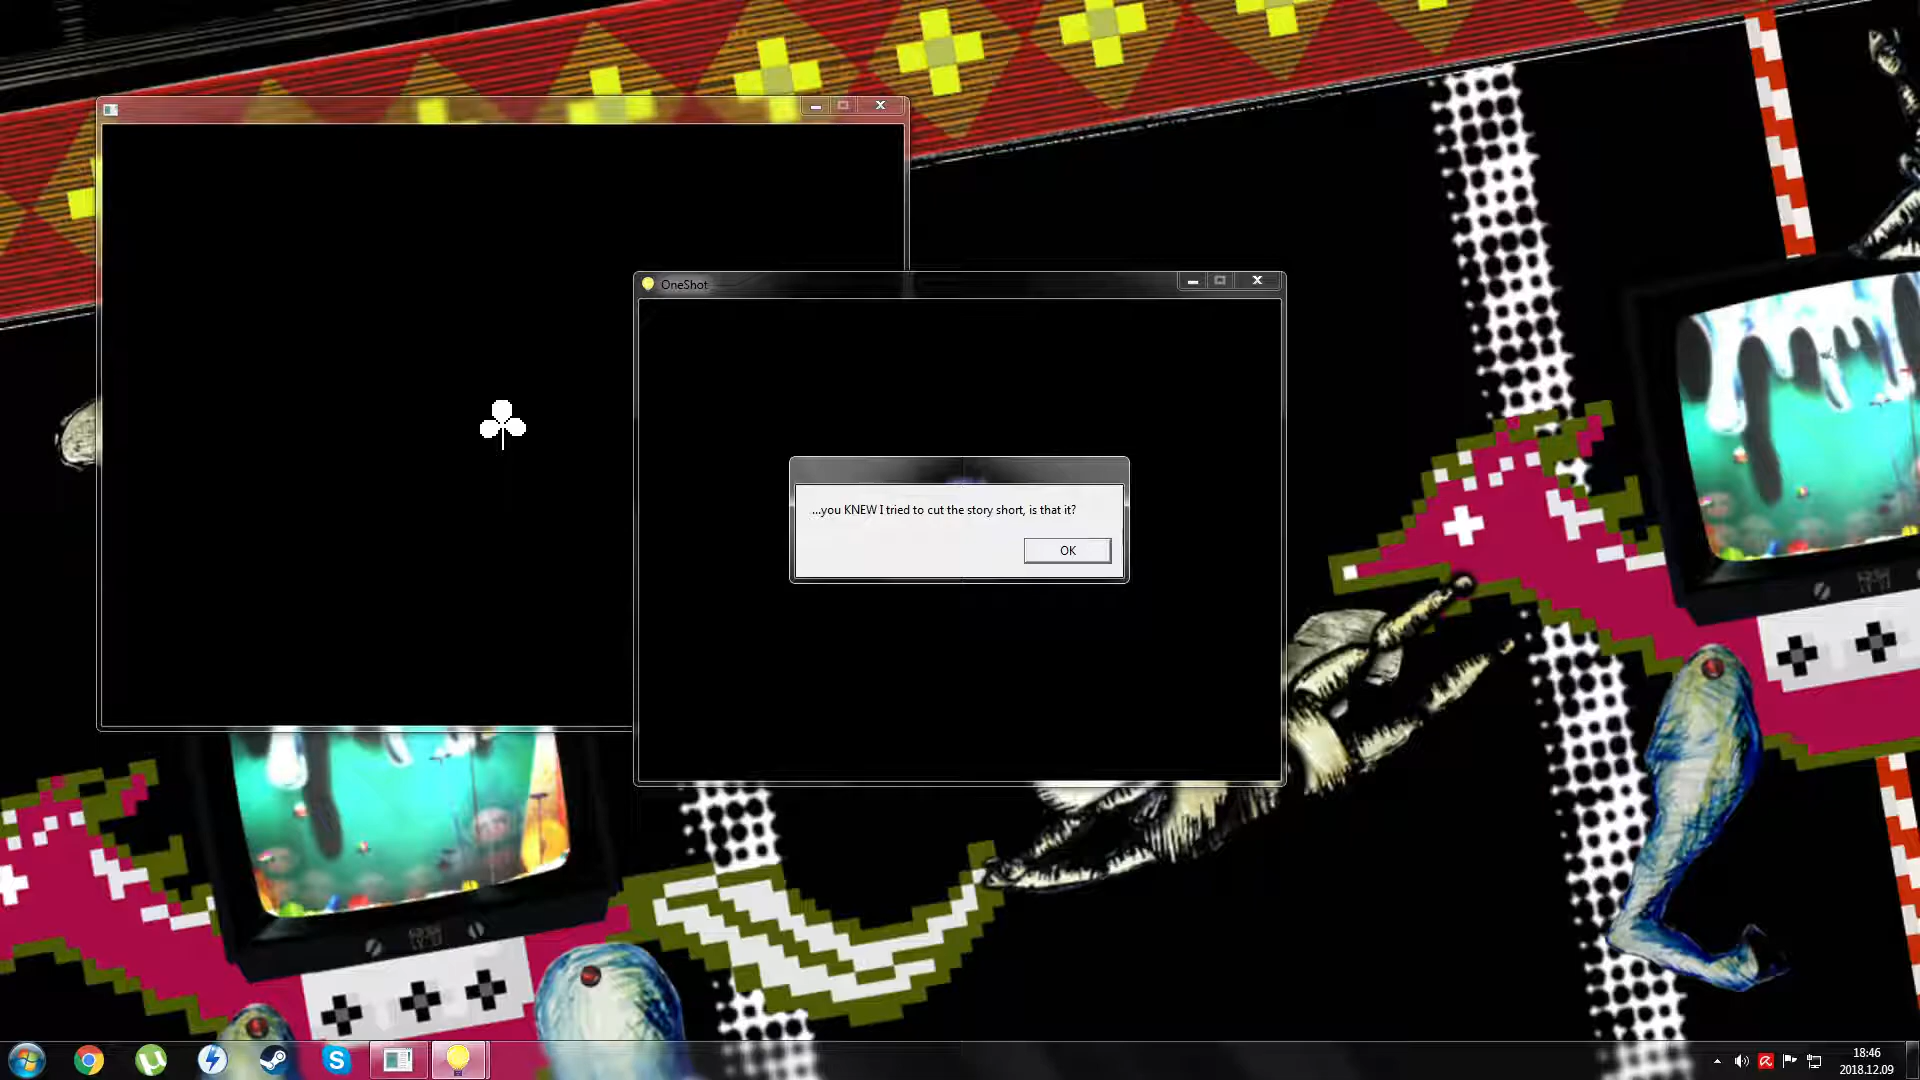 OneShot
...you KNEW I tried to cut the story short, is that it?
OK
18:46
2018.12.09